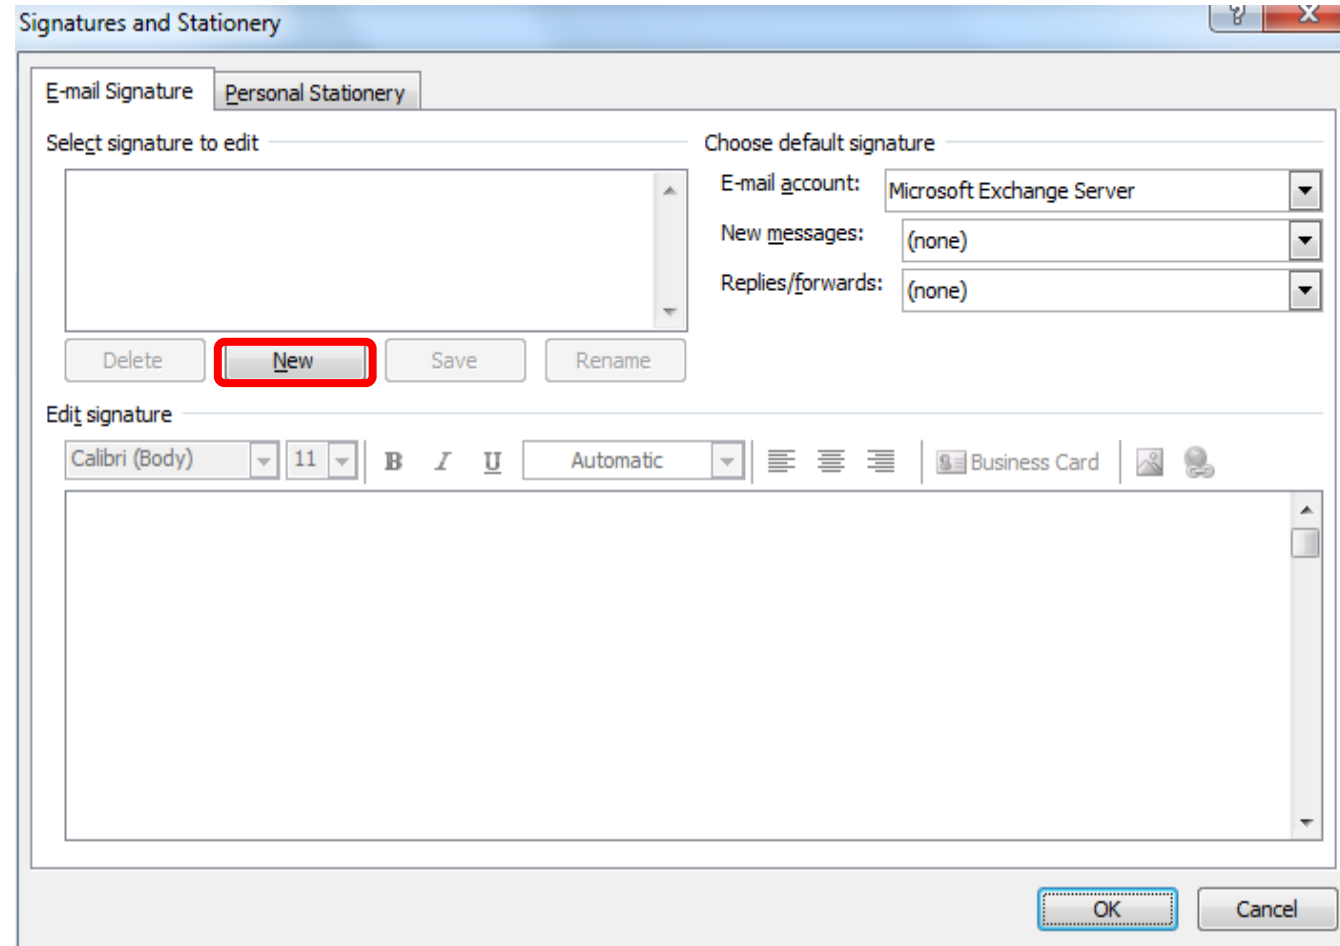 Signatures and Stationery
E-mail Signature
Personal Stationery
Select signature to edit
Choose default signature
E-mail account:
Microsoft Exchange Server
New messages:
(none)
Replies/forwards:
(none)
Delete
New
Save
Rename
Edit signature
Calibri (Body)
11
B
I
U
Automatic
Business Card
OK
Cancel